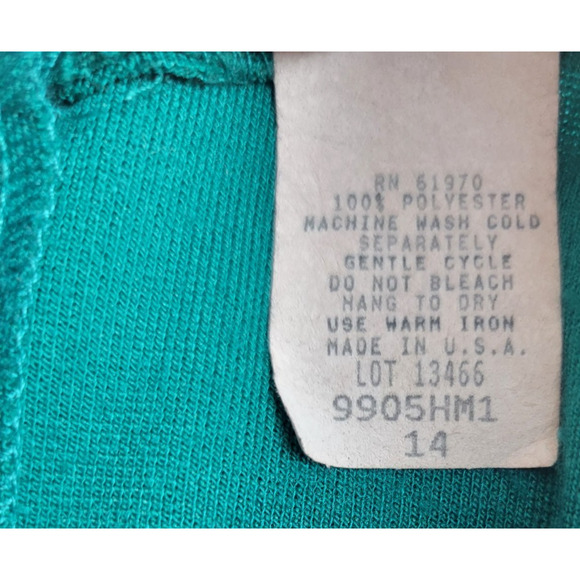 RN 61970
100% POLYESTER
MACHINE WASH COLD
SEPARATELY
GENTLE CYCLE
DO NOT BLEACH
HANG TO DRY
USE WARM IRON
MADE IN U.S.A.
LOT 13466
9905HM1
14